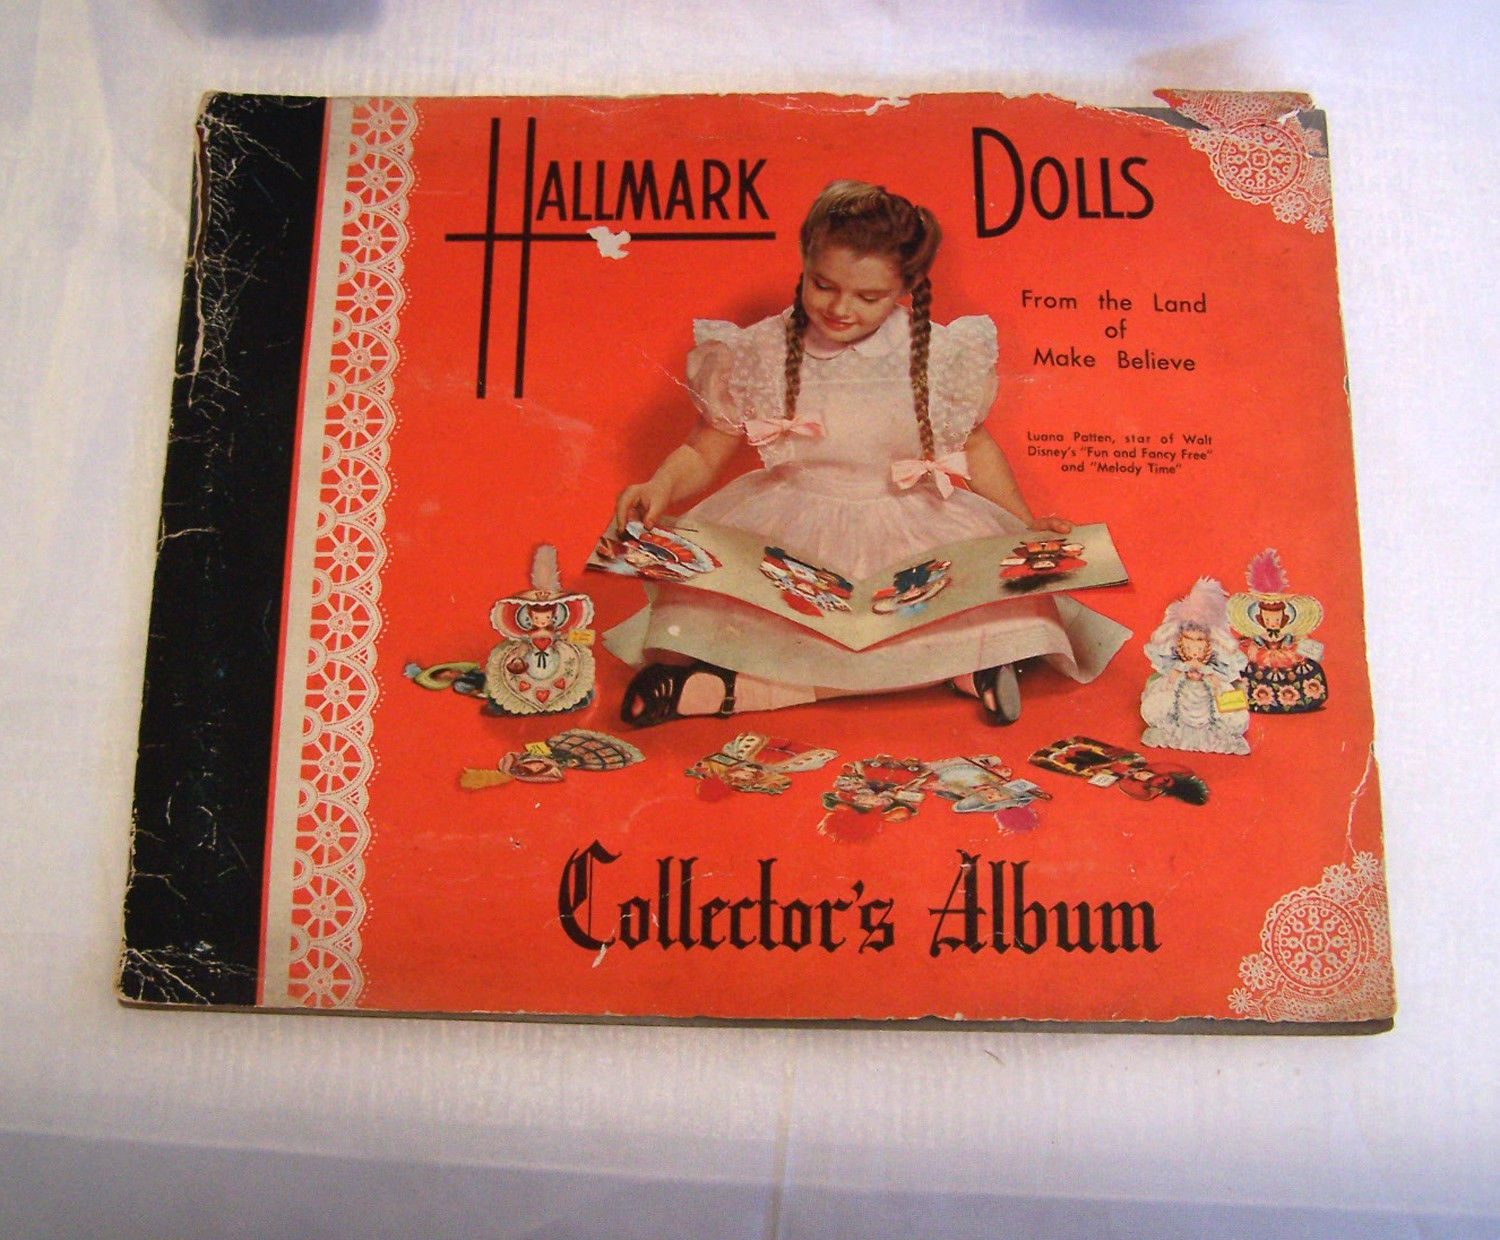 HALLMARK DOLLS
From the Land
of
Make Believe
Luana Patten, star of Walt
Disney's "Fun and Fancy Free"
and "Melody Time"
Collector's Album